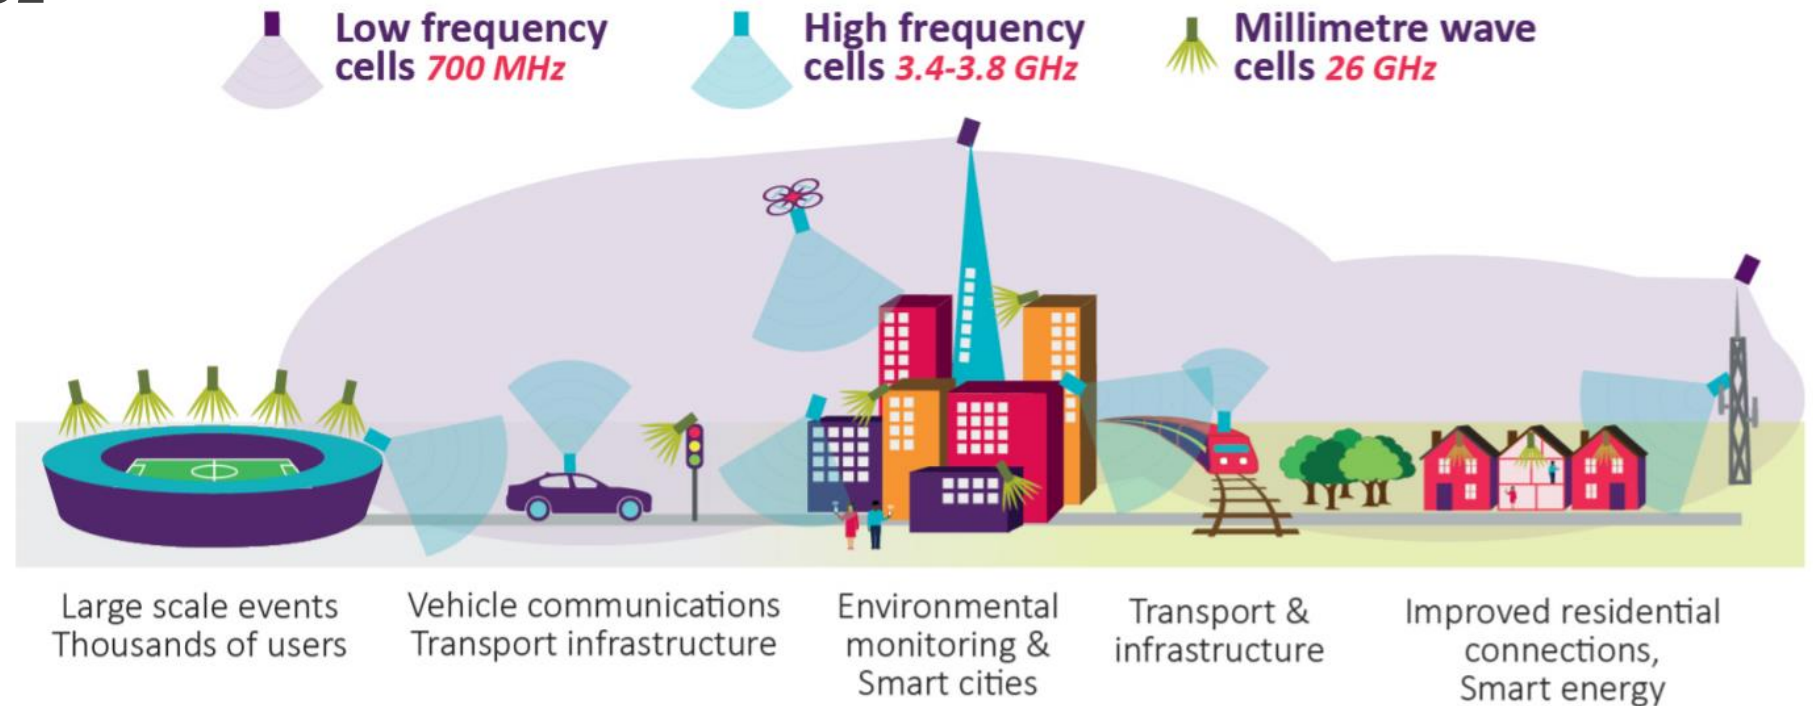 Low frequency
cells 700 MHz
High frequency
cells 3.4-3.8 GHz
Millimetre wave
cells 26 GHz
Large scale events
Thousands of users
Vehicle communications
Transport infrastructure
Environmental
monitoring &
Smart cities
Transport &
infrastructure
Improved residential
connections,
Smart energy